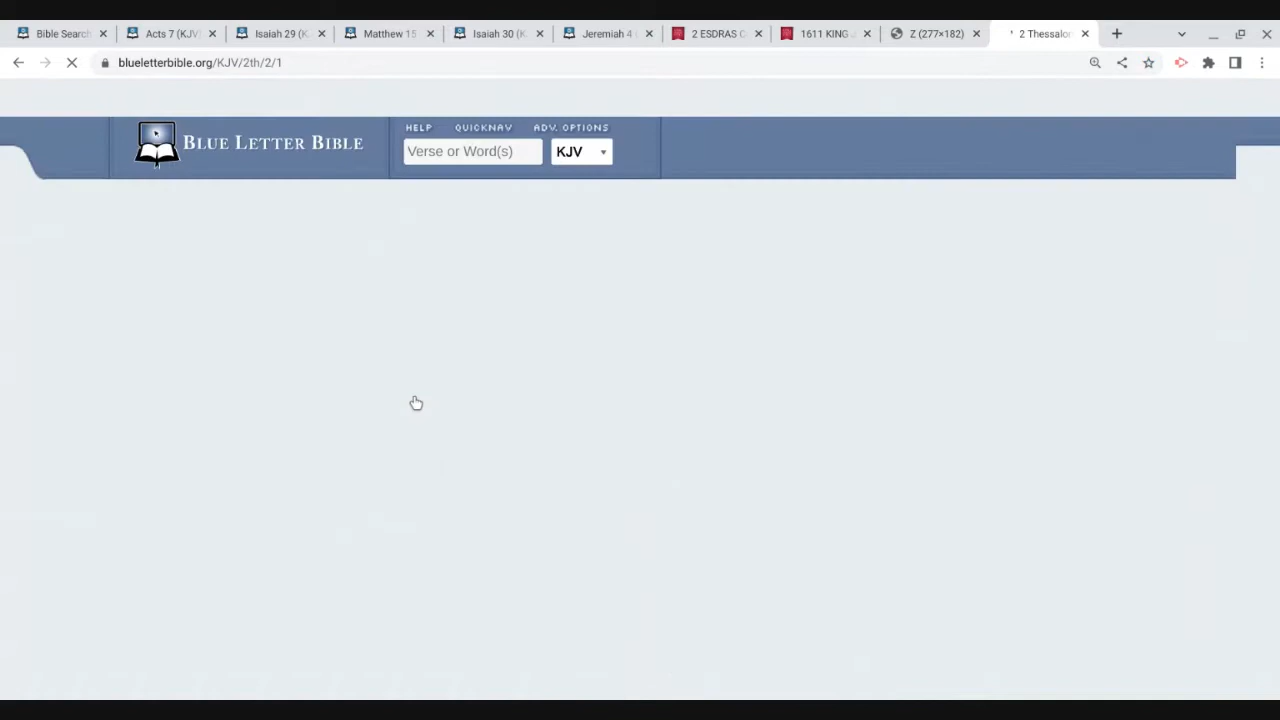 Bible Search
Acts 7 (KJV)
Isaiah 29 (K
Matthew 15
Isaiah 30 (K
Jeremiah 4
2 ESDRAS
1611 KING
Z (277×182)
2 Thessalon
blueletterbible.org/KJV/2th/2/1
HELP QUICKNAV ADV. OPTIONS
BLUE LETTER BIBLE
Verse or Word(s)
KJV